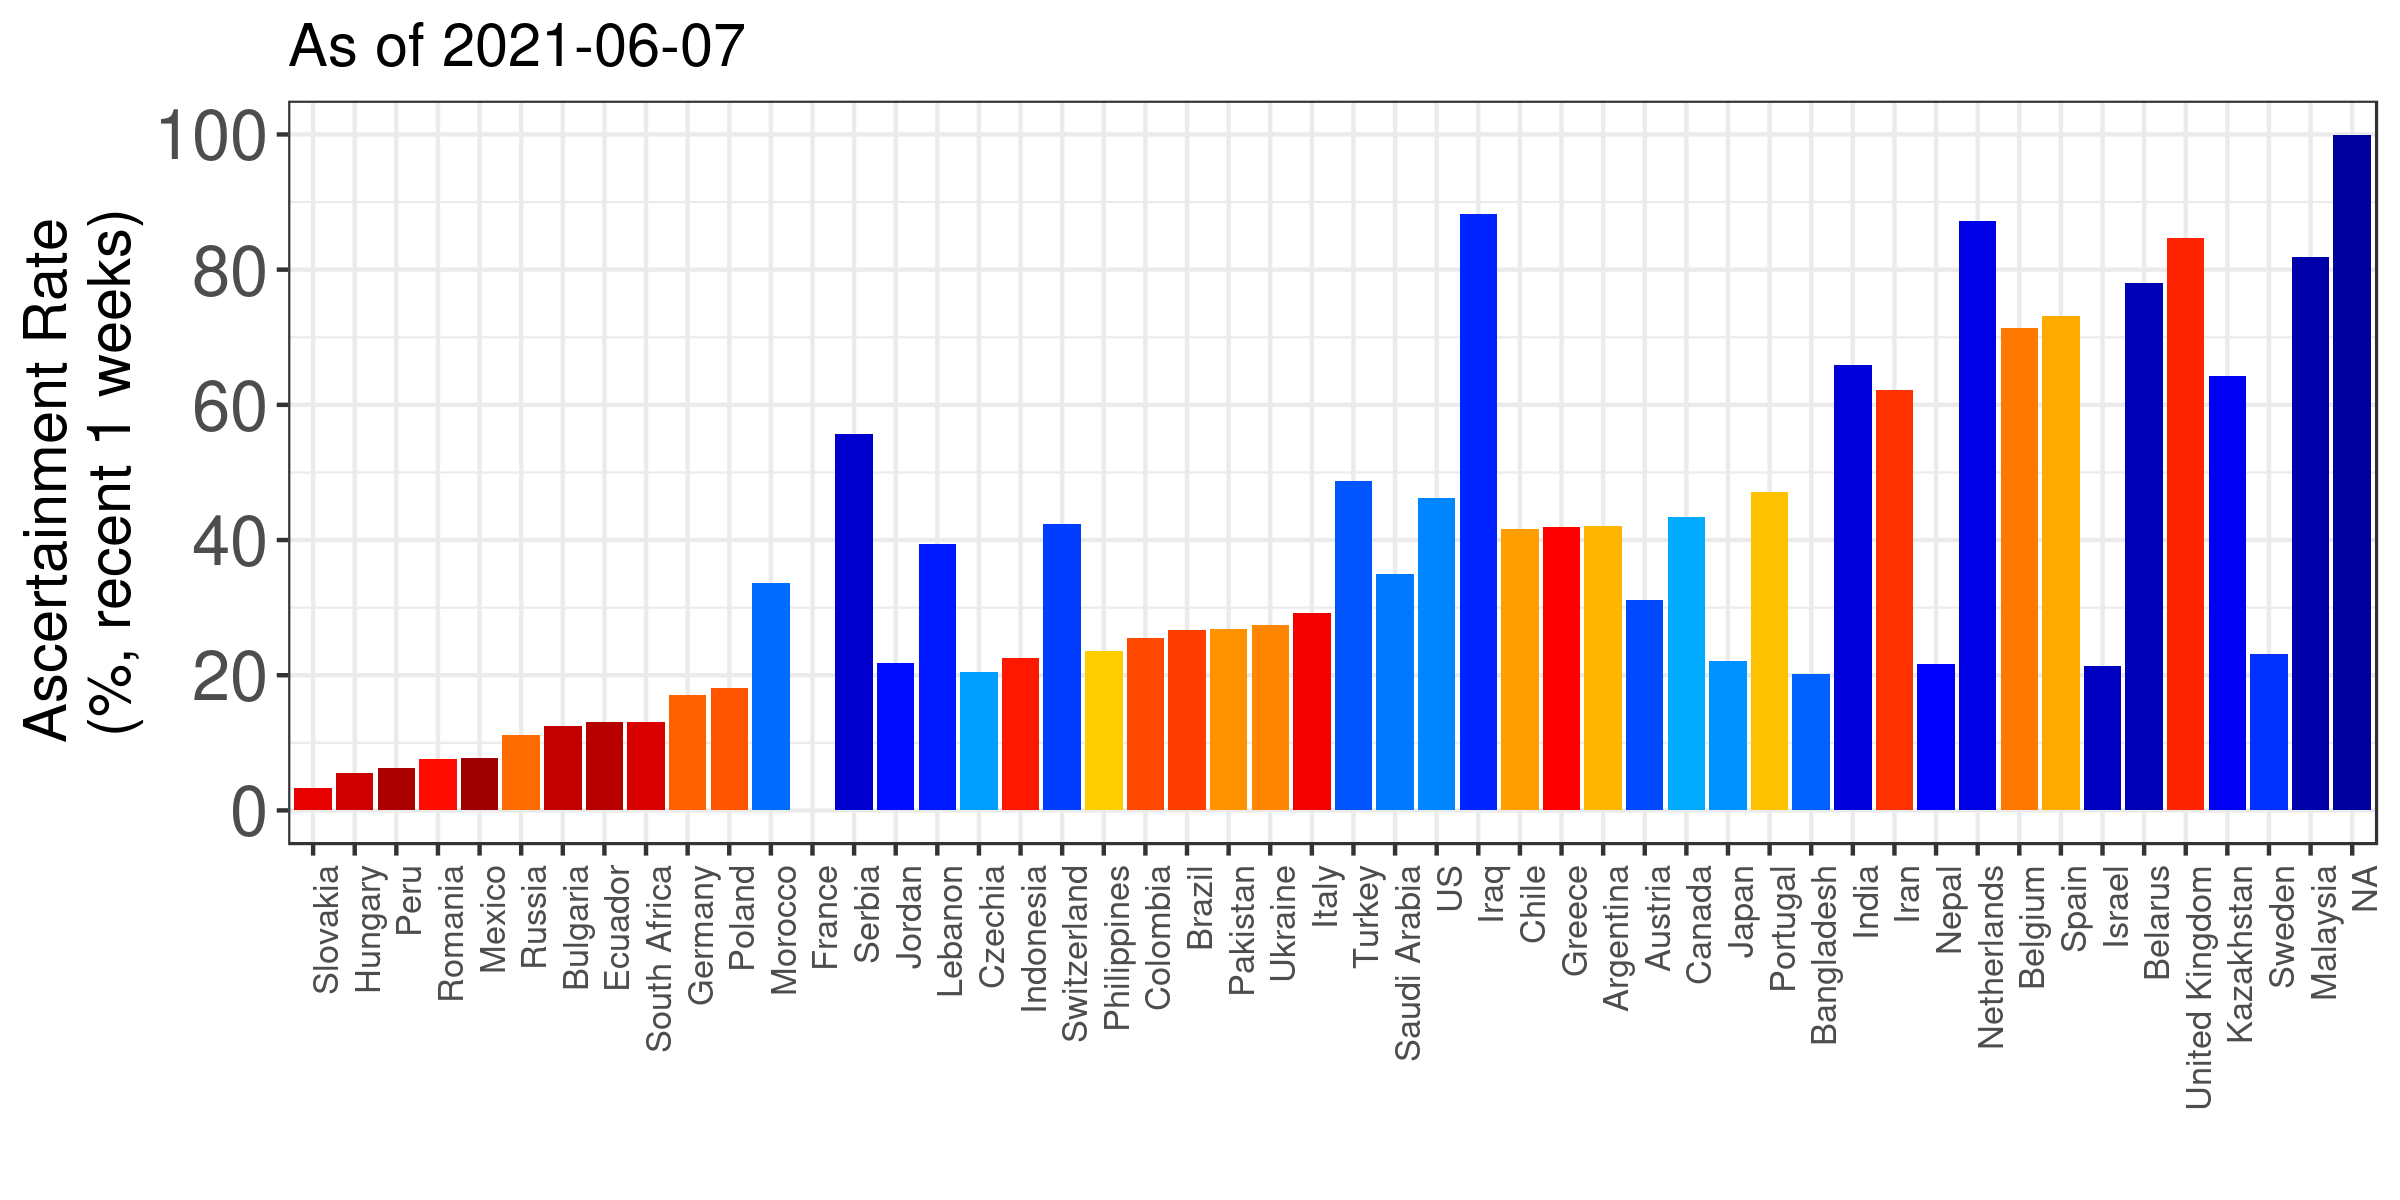 As of 2021-06-07
Ascertainment Rate
(%, recent 1 weeks)
100
80
60
40
20
0
Slovakia
Hungary
Peru
Romania
Mexico
Russia
Bulgaria
Ecuador
South Africa
Germany
Poland
Morocco
France
Serbia
Jordan
Lebanon
Czechia
Indonesia
Switzerland
Philippines
Colombia
Brazil
Pakistan
Ukraine
Italy
Turkey
Saudi Arabia
US
Iraq
Chile
Greece
Argentina
Austria
Canada
Japan
Portugal
Bangladesh
India
Iran
Nepal
Netherlands
Belgium
Spain
Israel
Belarus
United Kingdom
Kazakhstan
Sweden
Malaysia
NA